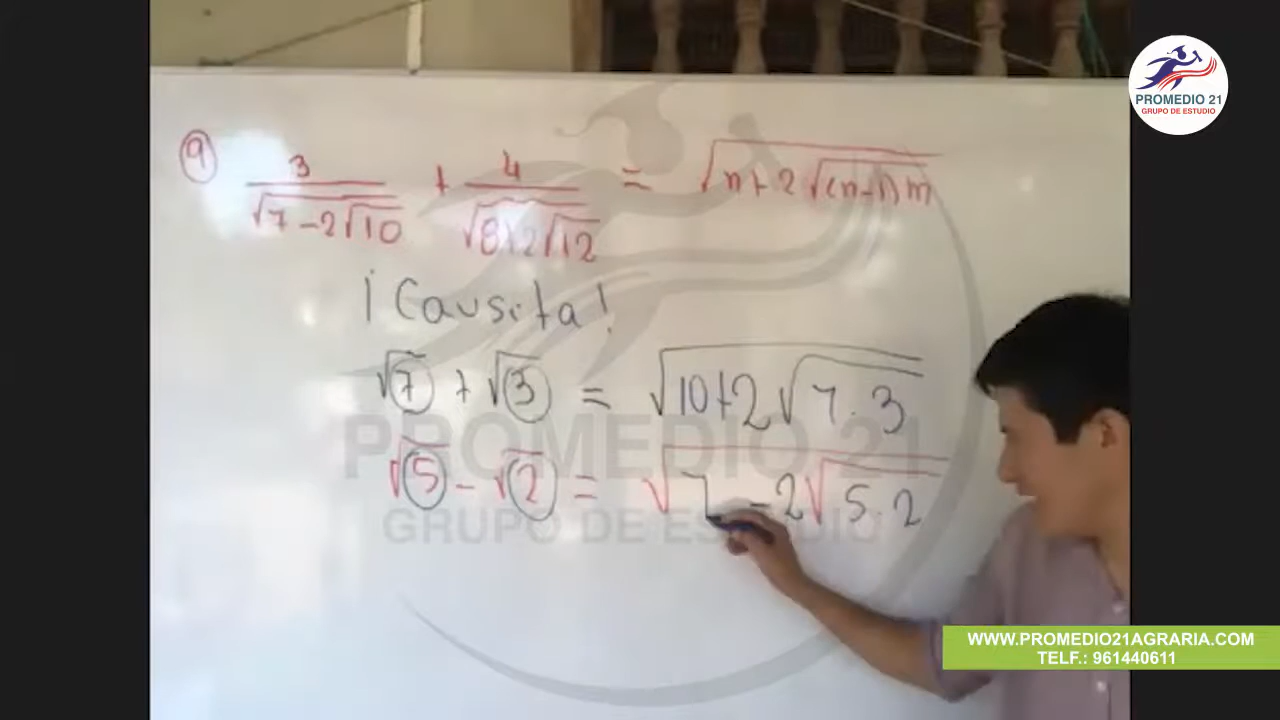 PROMEDIO 21
GRUPO DE ESTUDIO
9 3/√(7-2√10) + 4/√(8+2√12) = √(n+2√((n-1)m))
¡Causita!
√7 + √3 = √(10+2√(7.3))
√5 - √2 = √(7-2√(5.2))
PROMEDIO 21
GRUPO DE ESTUDIO
WWW.PROMEDIO21AGRARIA.COM
TELF.: 961440611